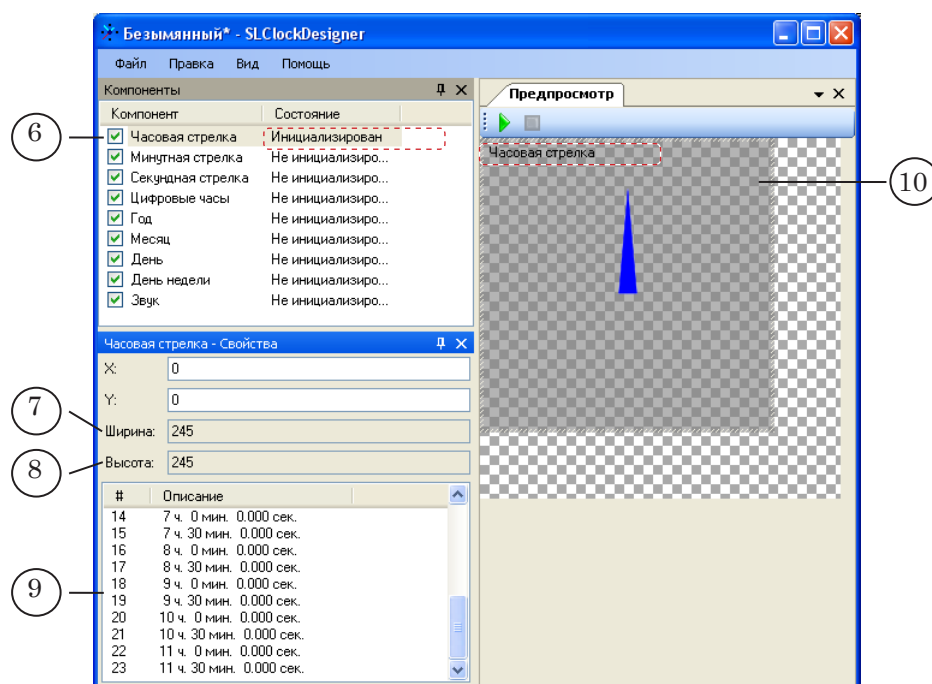 Безымянный* - SLClockDesigner
Файл Правка Вид Помощь
Компоненты
Компонент Состояние
6
Часовая стрелка Инициализирован
Минутная стрелка Не инициализиро...
Секундная стрелка Не инициализиро...
Цифровые часы Не инициализиро...
Год Не инициализиро...
Месяц Не инициализиро...
День Не инициализиро...
День недели Не инициализиро...
Звук Не инициализиро...
Предпросмотр
Часовая стрелка
10
Часовая стрелка - Свойства
X: 0
Y: 0
7
Ширина: 245
8
Высота: 245
# Описание
14 7 ч. 0 мин. 0.000 сек.
15 7 ч. 30 мин. 0.000 сек.
16 8 ч. 0 мин. 0.000 сек.
17 8 ч. 30 мин. 0.000 сек.
9
18 9 ч. 0 мин. 0.000 сек.
19 9 ч. 30 мин. 0.000 сек.
20 10 ч. 0 мин. 0.000 сек.
21 10 ч. 30 мин. 0.000 сек.
22 11 ч. 0 мин. 0.000 сек.
23 11 ч. 30 мин. 0.000 сек.